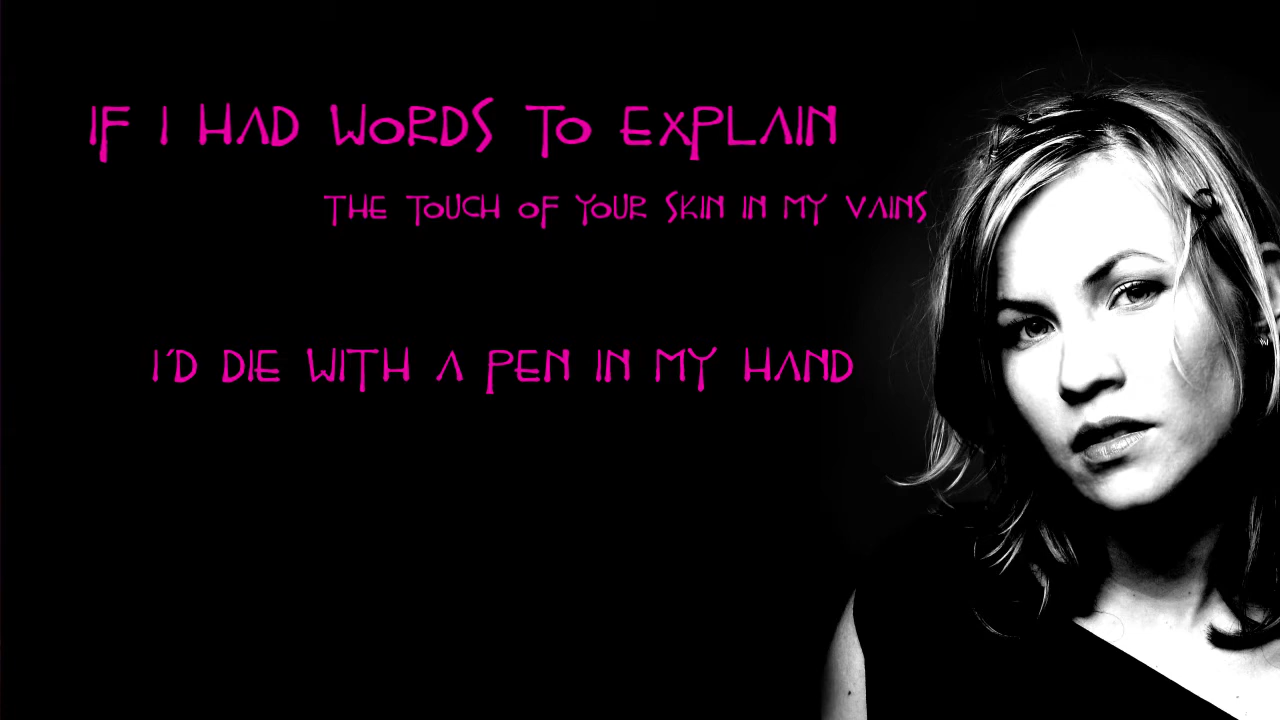 IF I HAD WORDS TO EXPLAIN
THE TOUCH OF YOUR SKIN IN MY VAINS
I'D DIE WITH A PEN IN MY HAND